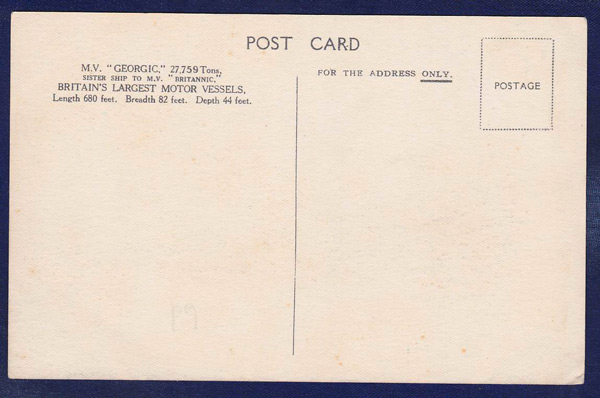 POST CARD
M.V. "GEORGIC," 27,759 Tons,
SISTER SHIP TO M.V. "BRITANNIC,"
BRITAIN'S LARGEST MOTOR VESSELS,
Length 680 feet. Breadth 82 feet. Depth 44 feet.
FOR THE ADDRESS ONLY.
POSTAGE